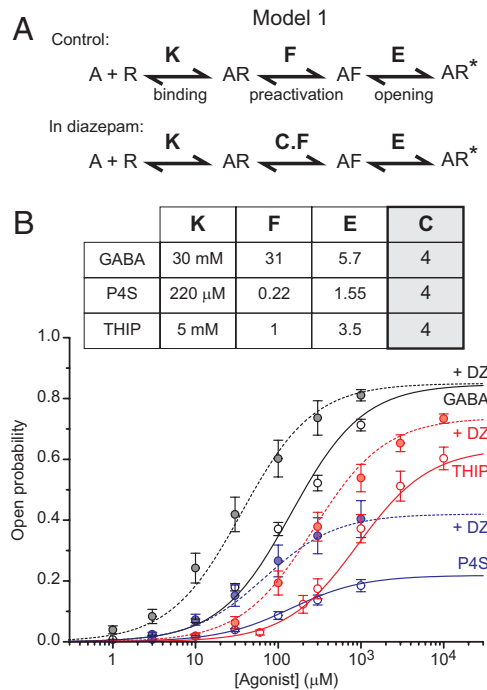 A
Model 1
Control:
K F E
A + R AR AF AR*
binding preactivation opening
In diazepam:
K C.F E
A + R AR AF AR*
B
K F E C
GABA 30 mM 31 5.7 4
P4S 220 µM 0.22 1.55 4
THIP 5 mM 1 3.5 4
1.0
0.8
0.6
0.4
0.2
0.0
Open probability
+ DZ
GABA
+ DZ
THIP
+ DZ
P4S
1 10 100 10³ 10⁴
[Agonist] (µM)